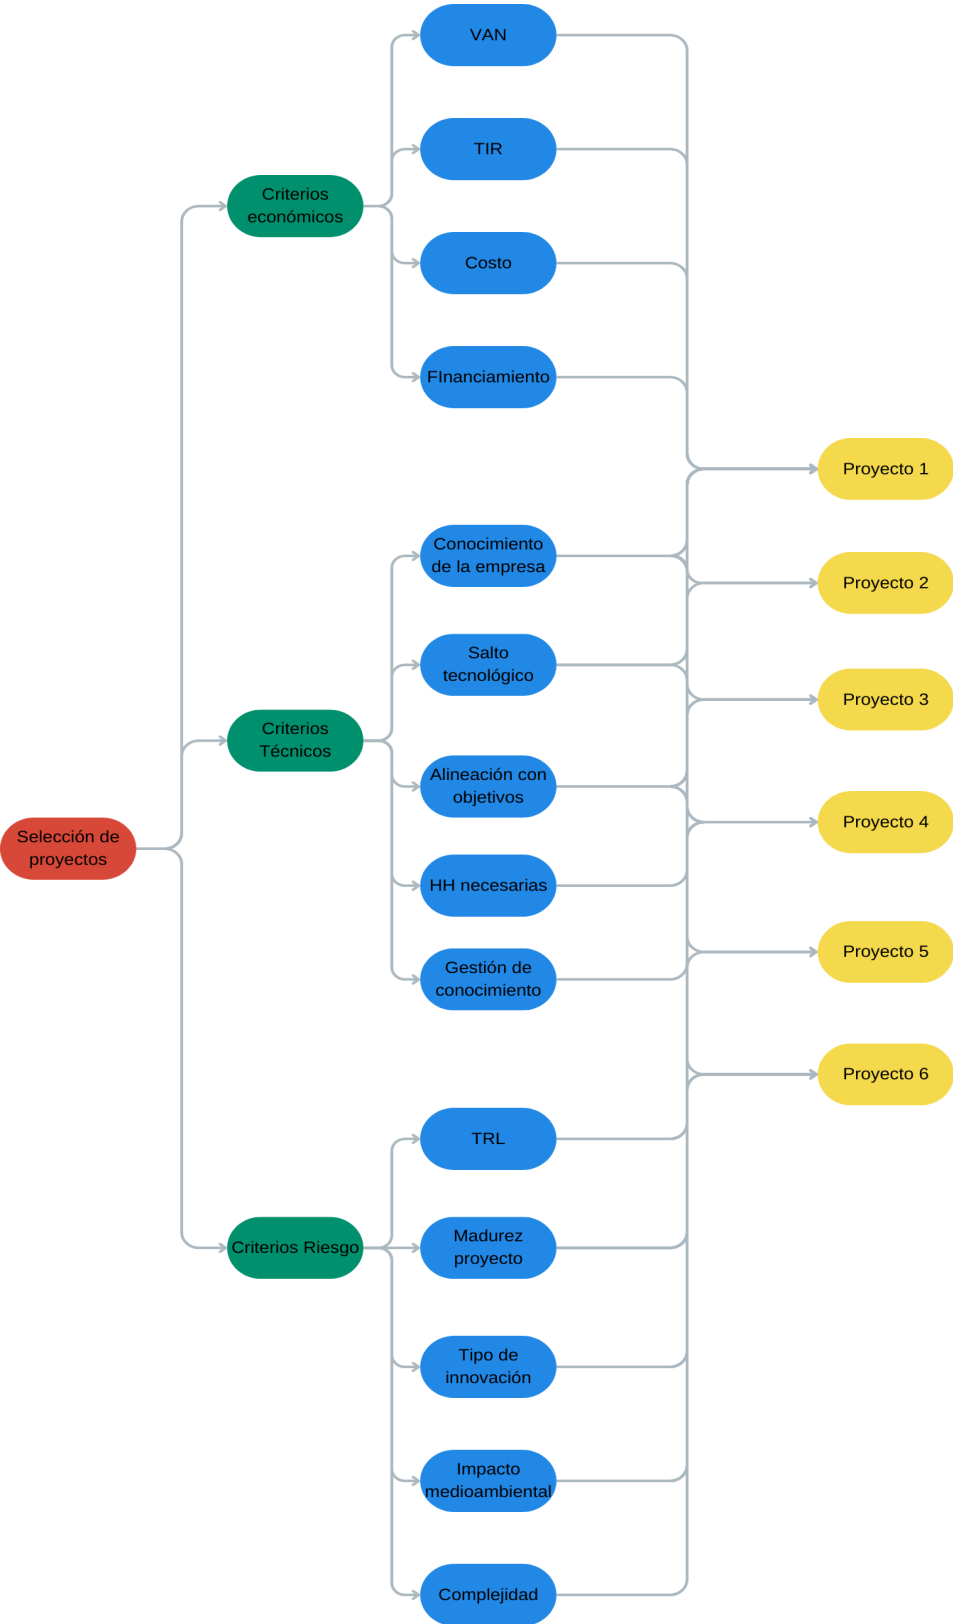 Selección de
proyectos
Criterios
económicos
Criterios
Técnicos
Criterios Riesgo
VAN
TIR
Costo
FInanciamiento
Conocimiento
de la empresa
Salto
tecnológico
Alineación con
objetivos
HH necesarias
Gestión de
conocimiento
TRL
Madurez
proyecto
Tipo de
innovación
Impacto
medioambiental
Complejidad
Proyecto 1
Proyecto 2
Proyecto 3
Proyecto 4
Proyecto 5
Proyecto 6